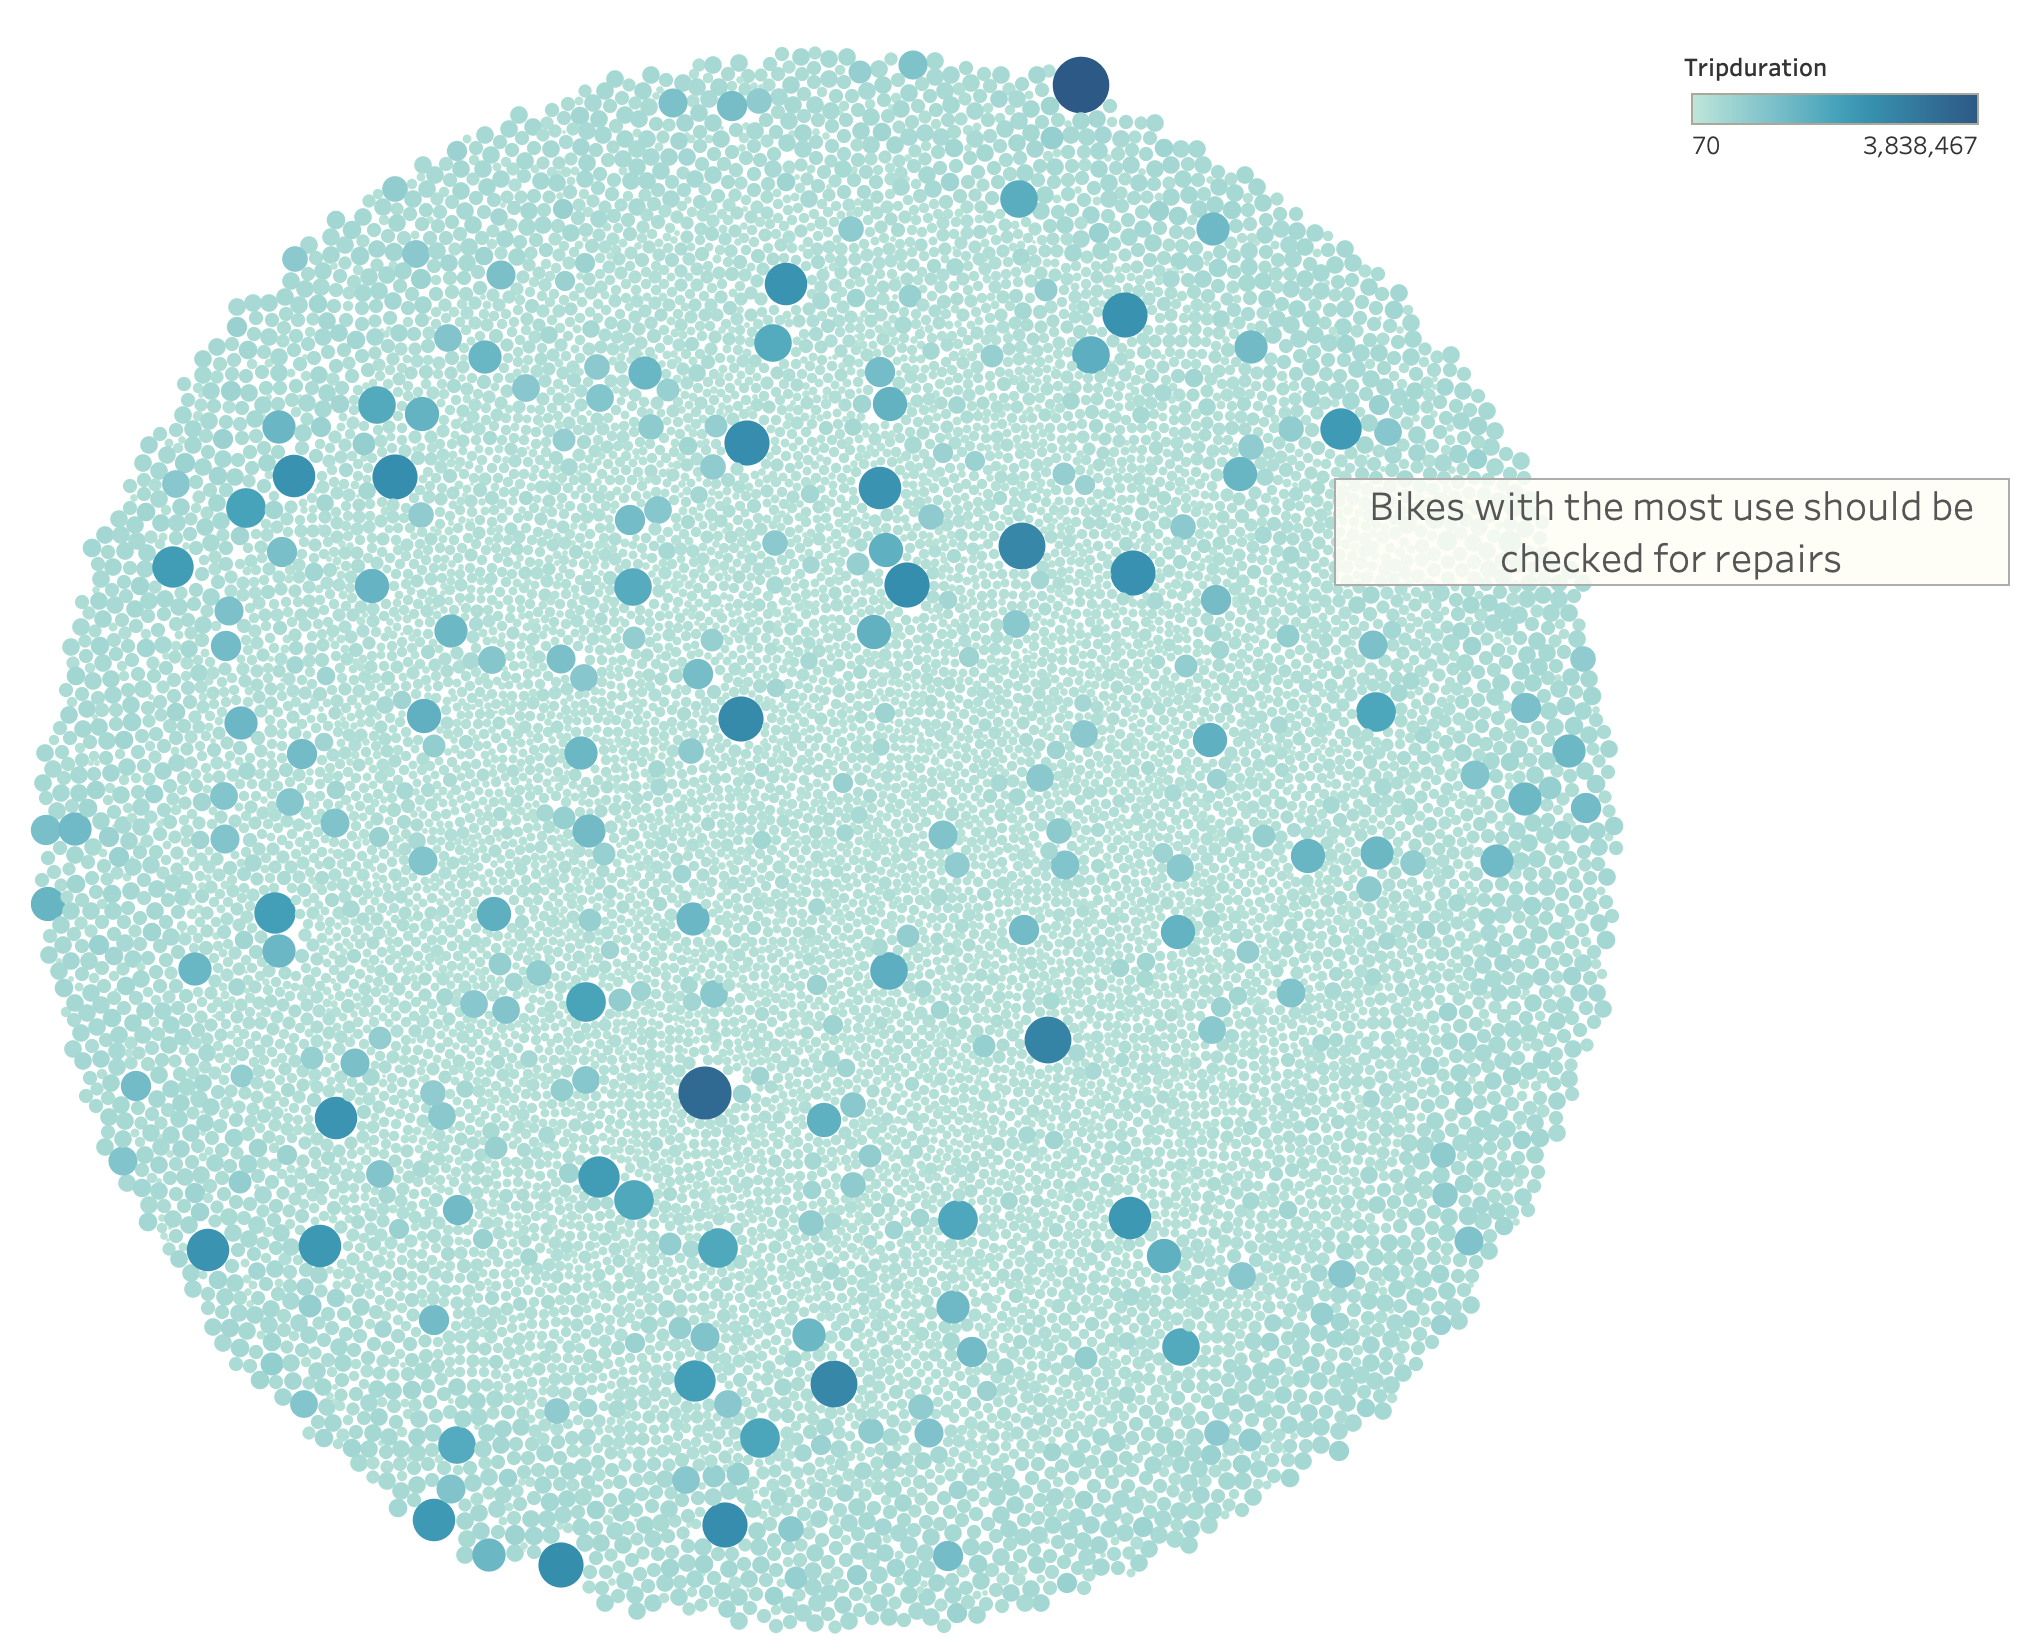 Tripduration
70 3,838,467
Bikes with the most use should be
checked for repairs